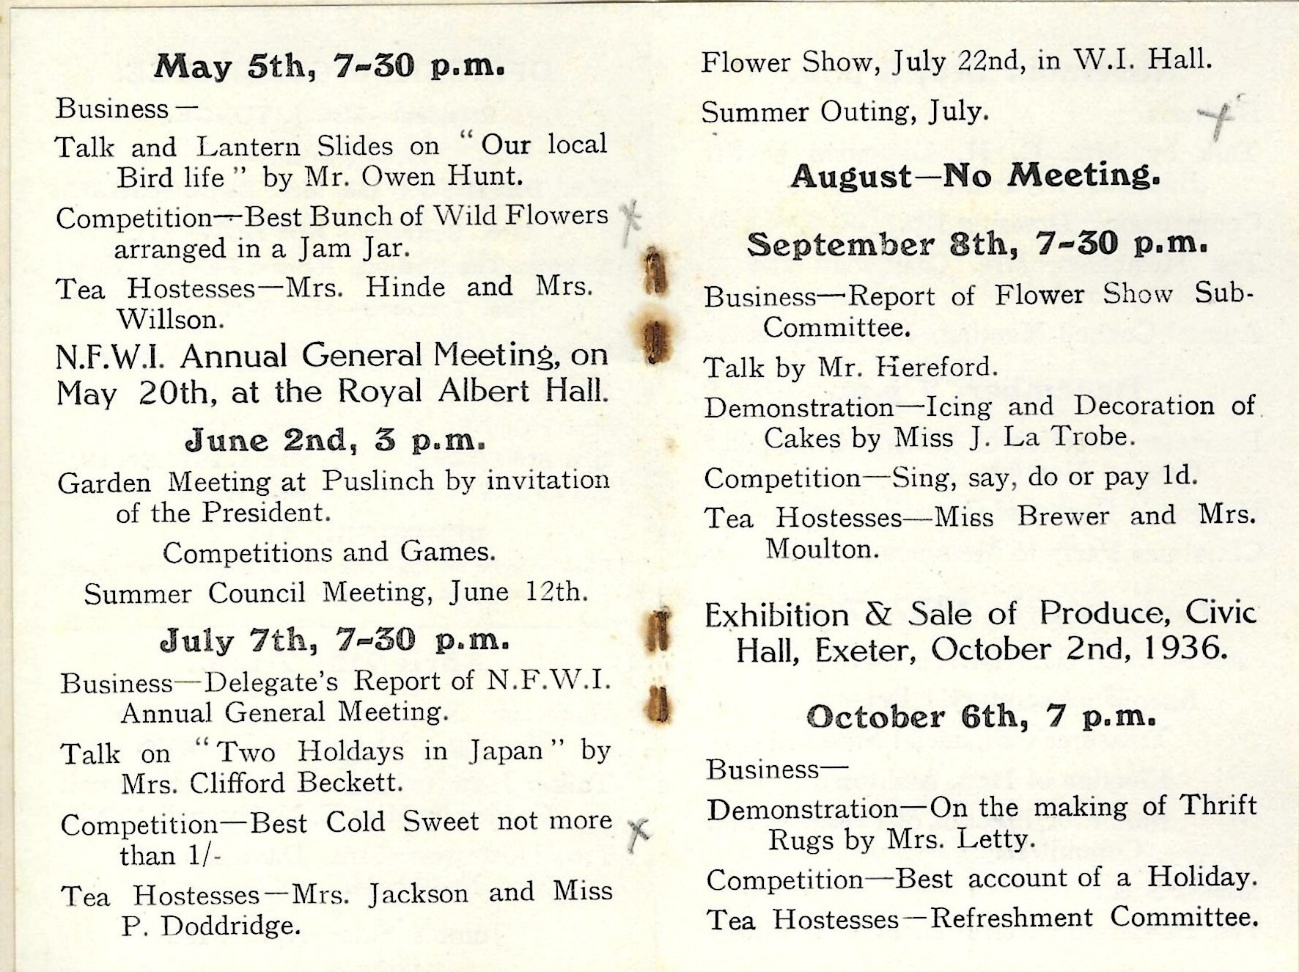 May 5th, 7-30 p.m.
Business —
Talk and Lantern Slides on “Our local
Bird life” by Mr. Owen Hunt.
Competition—Best Bunch of Wild Flowers
arranged in a Jam Jar.
Tea Hostesses—Mrs. Hinde and Mrs.
Willson.
N.F.W.I. Annual General Meeting, on
May 20th, at the Royal Albert Hall.
June 2nd, 3 p.m.
Garden Meeting at Puslinch by invitation
of the President.
Competitions and Games.
Summer Council Meeting, June 12th.
July 7th, 7-30 p.m.
Business—Delegate’s Report of N.F.W.I.
Annual General Meeting.
Talk on “Two Holdays in Japan” by
Mrs. Clifford Beckett.
Competition—Best Cold Sweet not more
than 1/-
Tea Hostesses—Mrs. Jackson and Miss
P. Doddridge.
Flower Show, July 22nd, in W.I. Hall.
Summer Outing, July.
August—No Meeting.
September 8th, 7-30 p.m.
Business—Report of Flower Show Sub-
Committee.
Talk by Mr. Hereford.
Demonstration—Icing and Decoration of
Cakes by Miss J. La Trobe.
Competition—Sing, say, do or pay 1d.
Tea Hostesses—Miss Brewer and Mrs.
Moulton.
Exhibition & Sale of Produce, Civic
Hall, Exeter, October 2nd, 1936.
October 6th, 7 p.m.
Business—
Demonstration—On the making of Thrift
Rugs by Mrs. Letty.
Competition—Best account of a Holiday.
Tea Hostesses—Refreshment Committee.